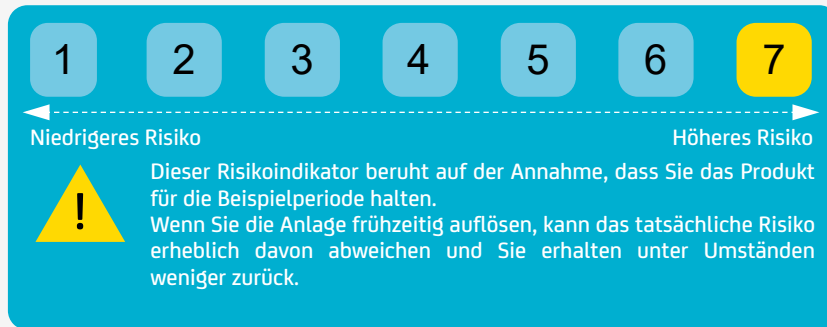 1 2 3 4 5 6 7
Niedrigeres Risiko Höheres Risiko
Dieser Risikoindikator beruht auf der Annahme, dass Sie das Produkt
für die Beispielperiode halten.
!
Wenn Sie die Anlage frühzeitig auflösen, kann das tatsächliche Risiko
erheblich davon abweichen und Sie erhalten unter Umständen
weniger zurück.